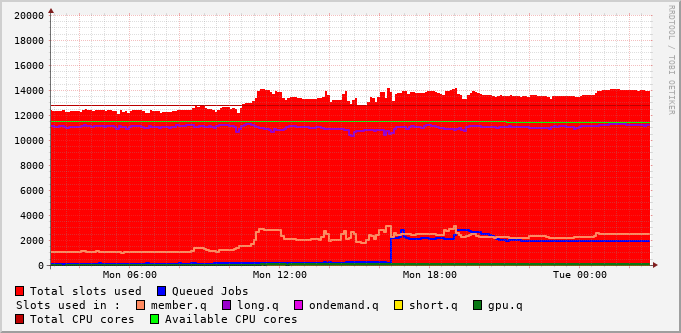 20000
18000
16000
14000
12000
10000
8000
6000
4000
2000
0
Mon 06:00 Mon 12:00 Mon 18:00 Tue 00:00
RRDTOOL / TOBI OETIKER
Total slots used Queued Jobs
Slots used in : member.q long.q ondemand.q short.q gpu.q
Total CPU cores Available CPU cores